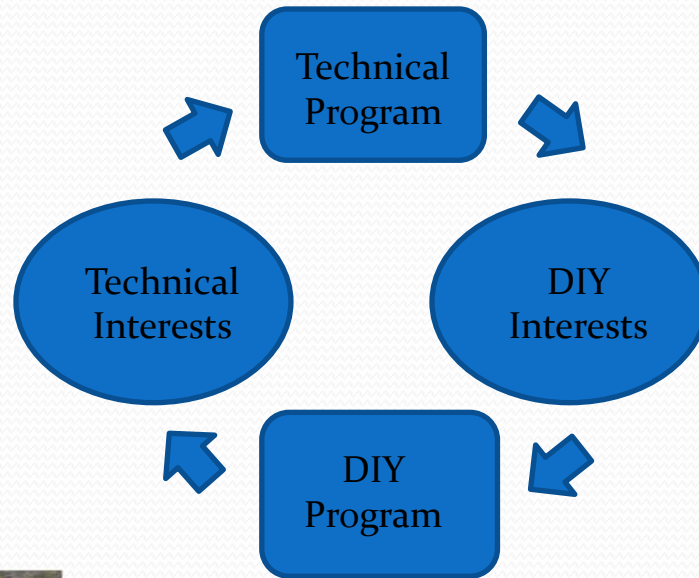 Technical
Program
Technical
Interests
DIY
Interests
DIY
Program